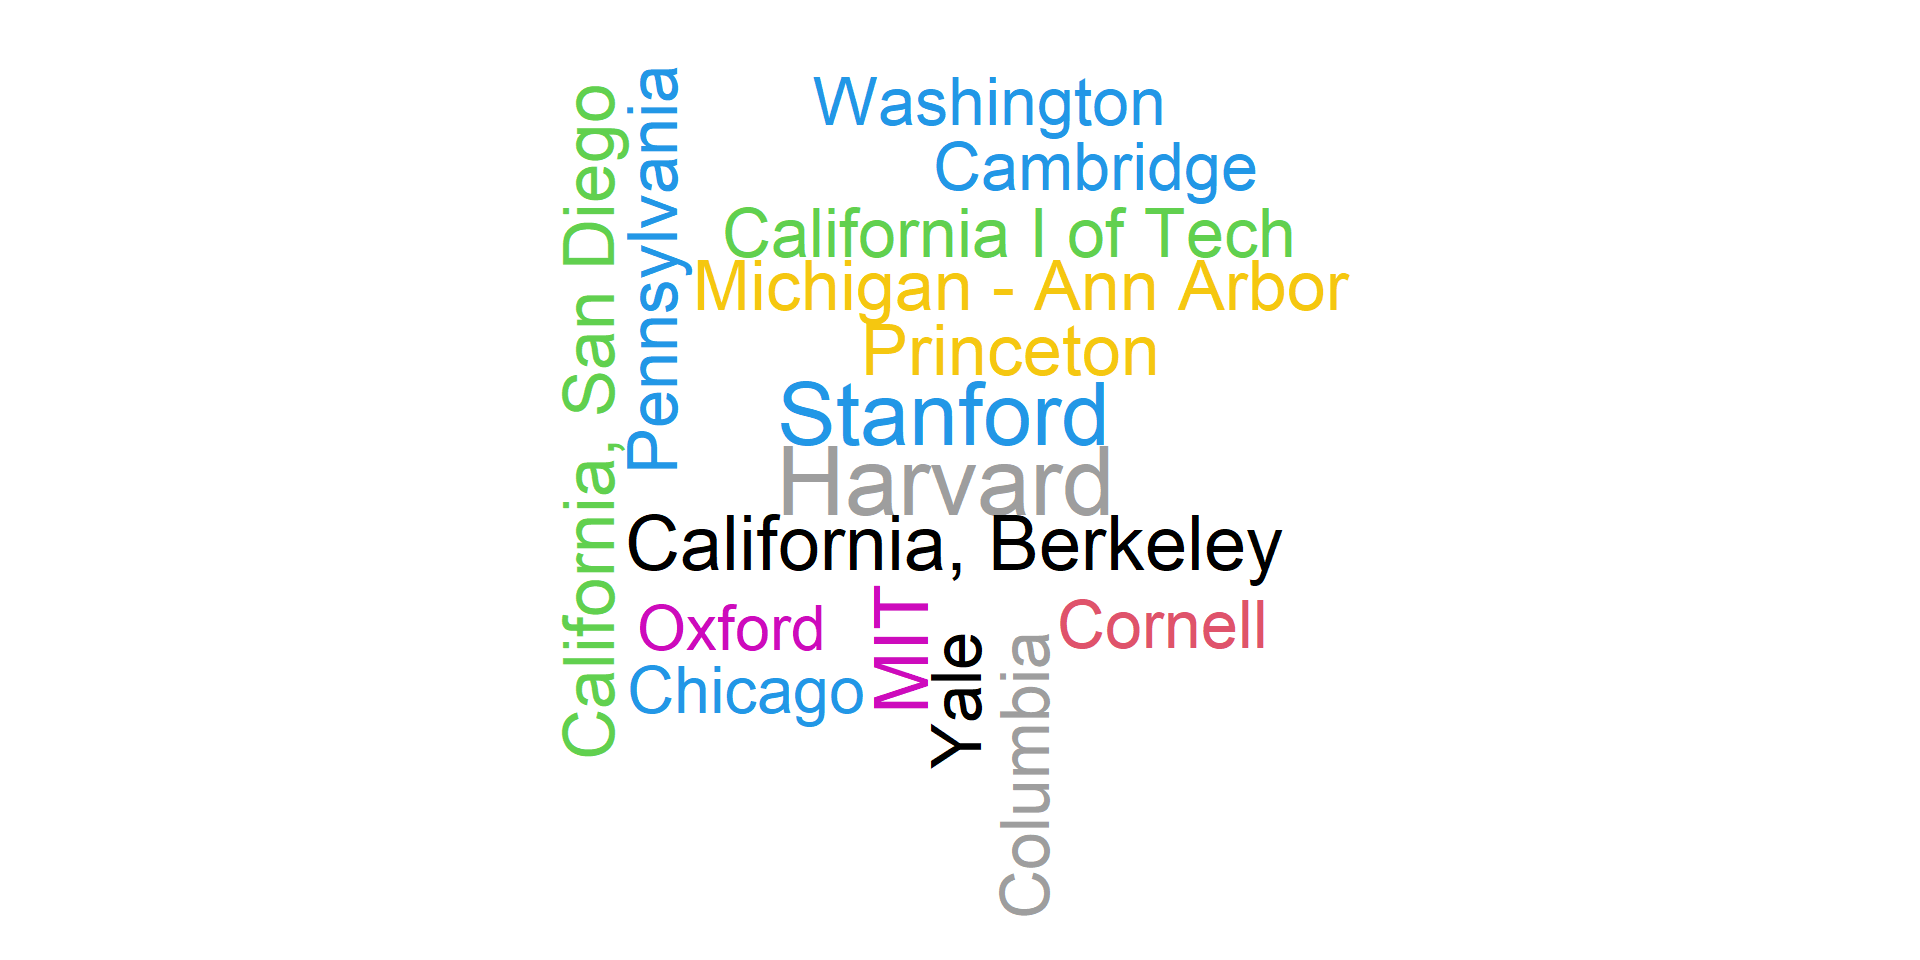 California, San Diego
Pennsylvania
Washington
Cambridge
California I of Tech
Michigan - Ann Arbor
Princeton
Stanford
Harvard
California, Berkeley
Oxford
Chicago
MIT
Yale
Columbia
Cornell